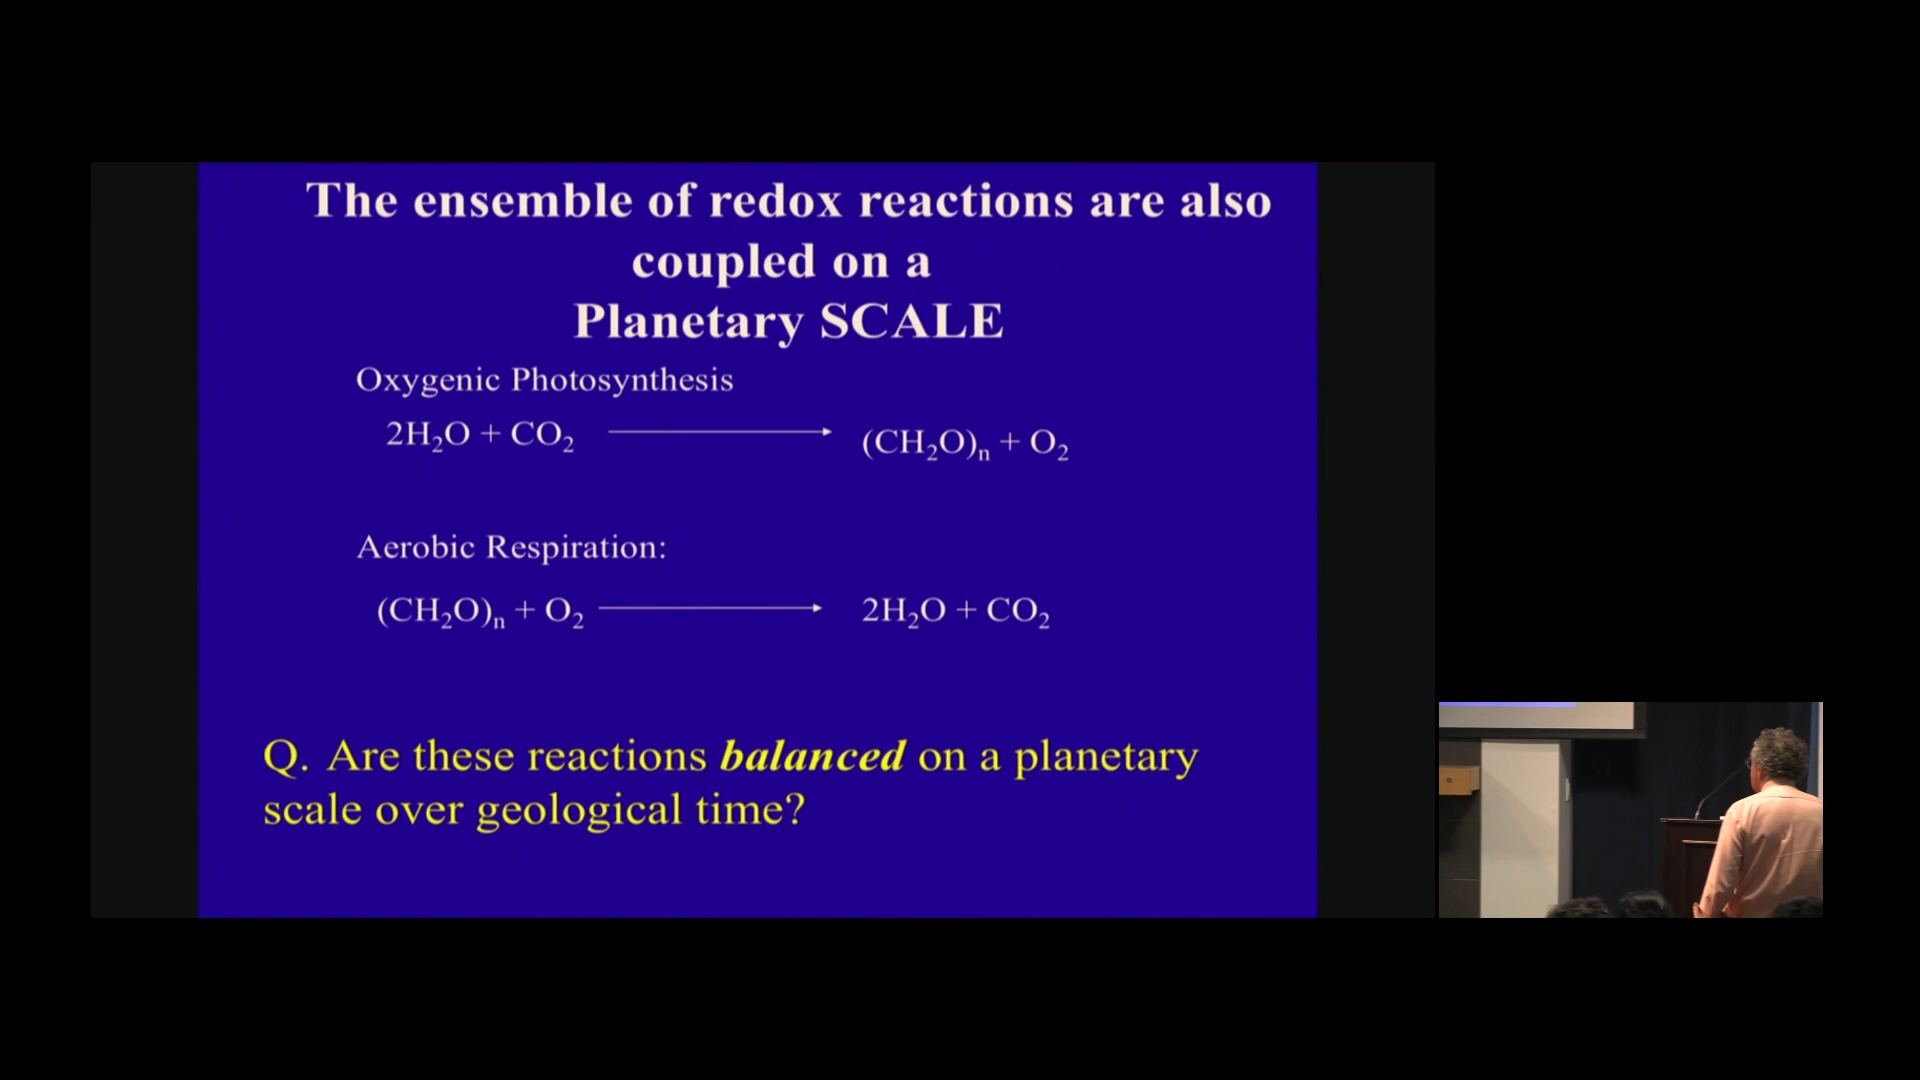 The ensemble of redox reactions are also
coupled on a
Planetary SCALE
Oxygenic Photosynthesis
2H₂O + CO₂ → (CH₂O)ₙ + O₂
Aerobic Respiration:
(CH₂O)ₙ + O₂ → 2H₂O + CO₂
Q. Are these reactions balanced on a planetary
scale over geological time?